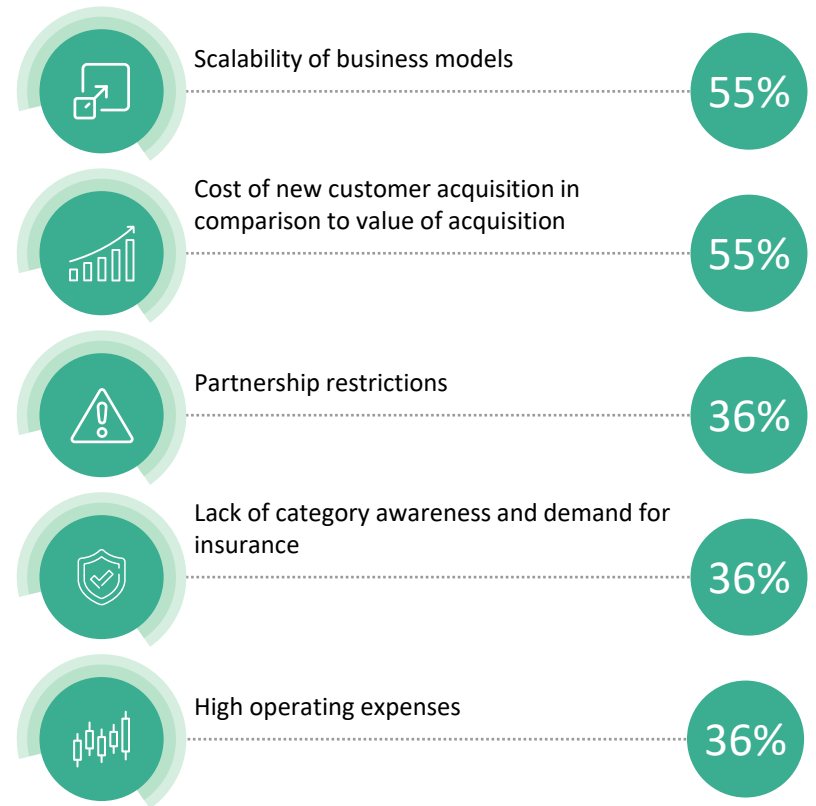 Scalability of business models
55%
Cost of new customer acquisition in
comparison to value of acquisition
55%
Partnership restrictions
36%
Lack of category awareness and demand for
insurance
36%
High operating expenses
36%